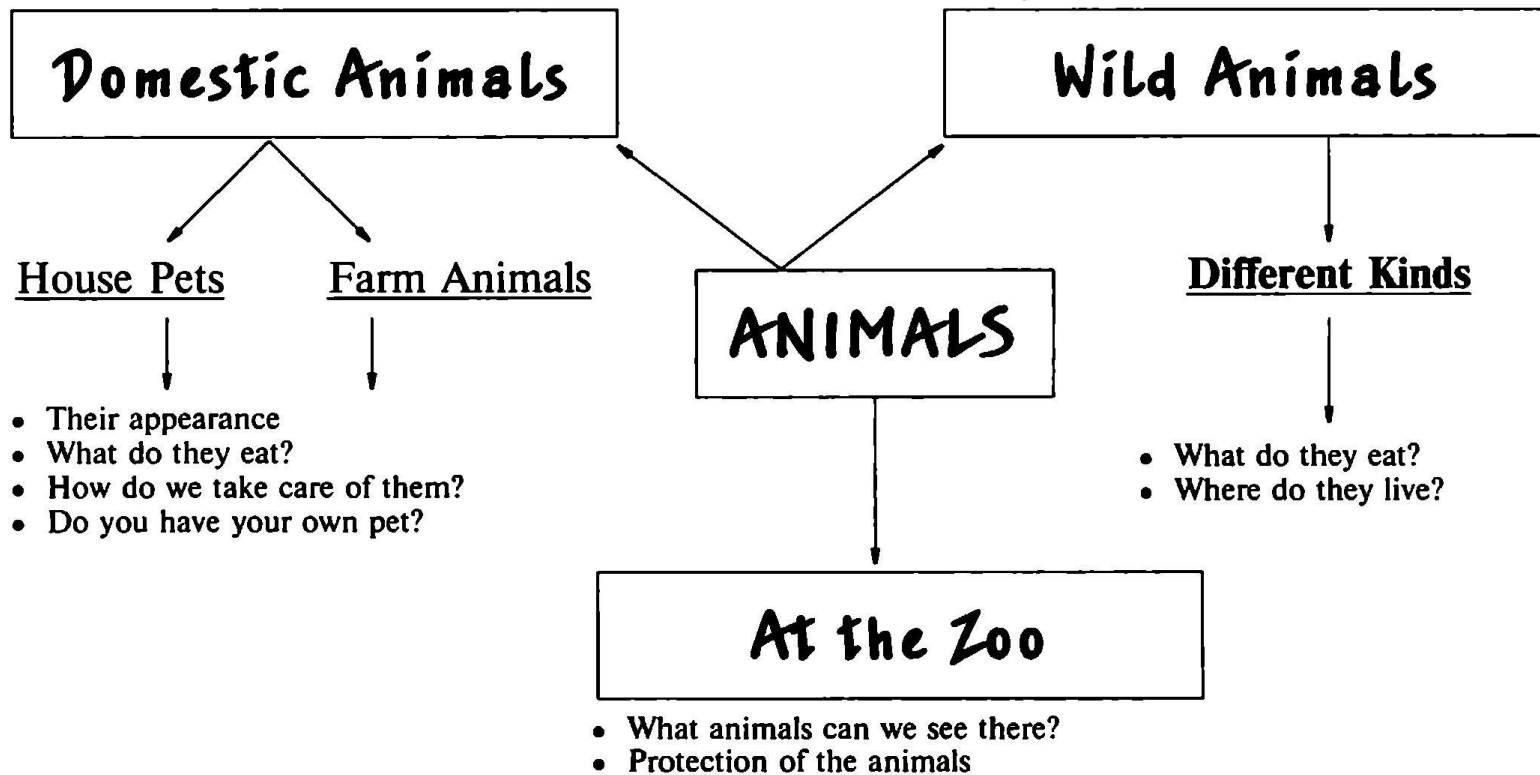 Domestic Animals
Wild Animals
House Pets
Farm Animals
Different Kinds
ANIMALS
• Their appearance
• What do they eat?
• How do we take care of them?
• Do you have your own pet?
• What do they eat?
• Where do they live?
At the Zoo
• What animals can we see there?
• Protection of the animals